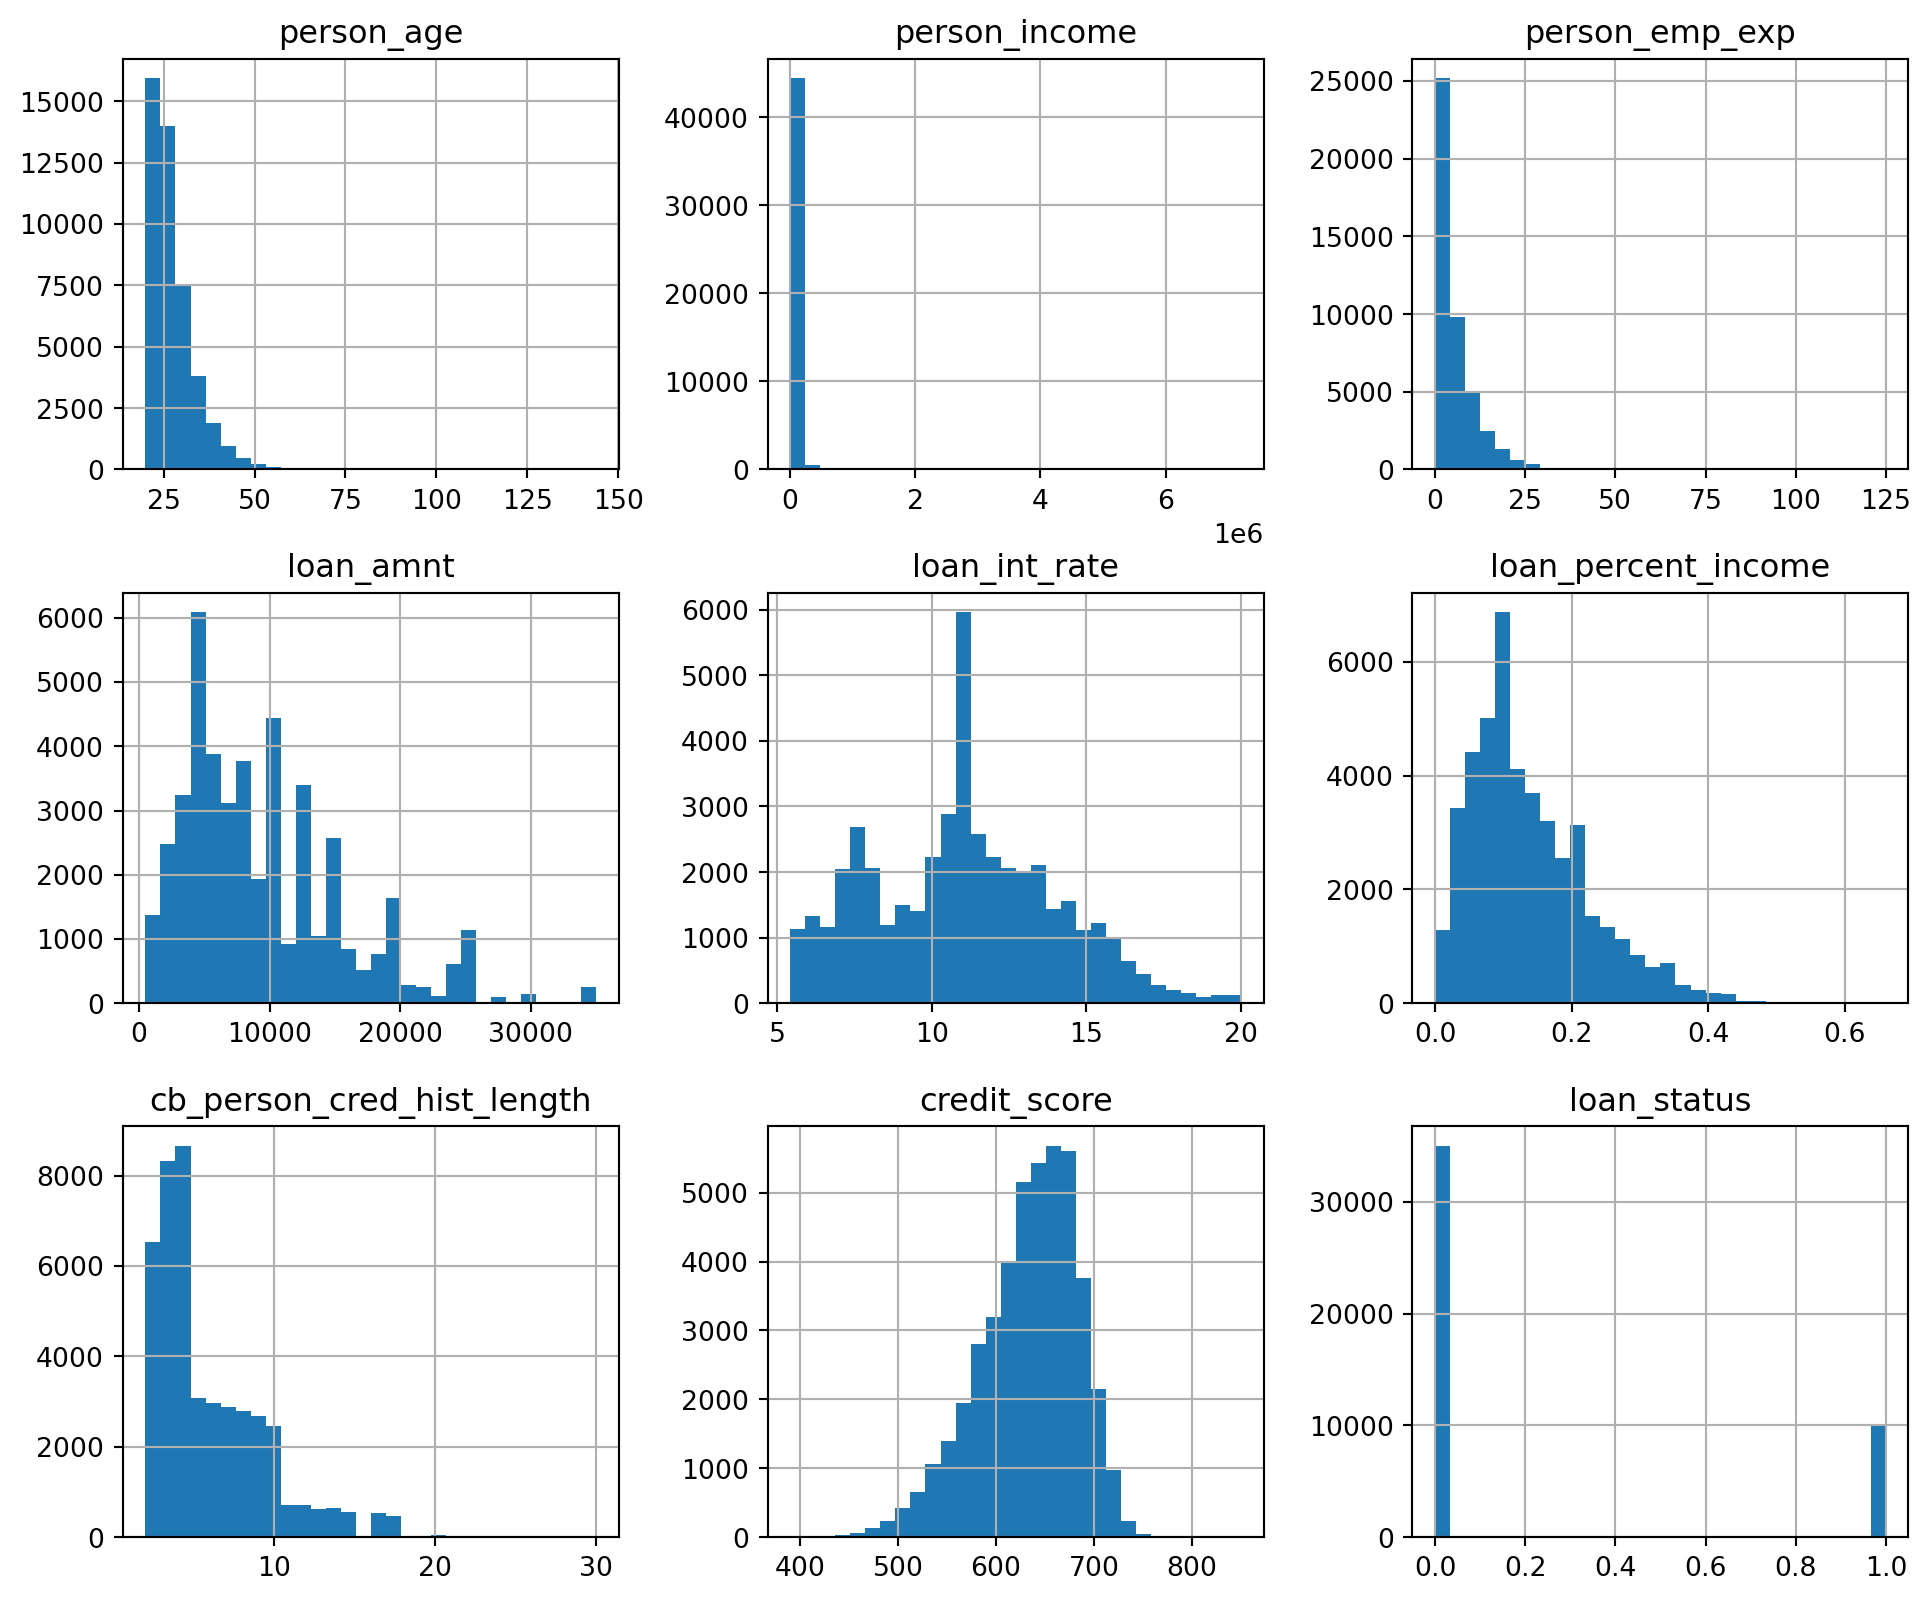 person_age
15000
12500
10000
7500
5000
2500
0
25 50 75 100 125 150
person_income
40000
30000
20000
10000
0
0 2 4 6
1e6
person_emp_exp
25000
20000
15000
10000
5000
0
0 25 50 75 100 125
loan_amnt
6000
5000
4000
3000
2000
1000
0
0 10000 20000 30000
loan_int_rate
6000
5000
4000
3000
2000
1000
0
5 10 15 20
loan_percent_income
6000
4000
2000
0
0.0 0.2 0.4 0.6
cb_person_cred_hist_length
8000
6000
4000
2000
0
10 20 30
credit_score
5000
4000
3000
2000
1000
0
400 500 600 700 800
loan_status
30000
20000
10000
0
0.0 0.2 0.4 0.6 0.8 1.0